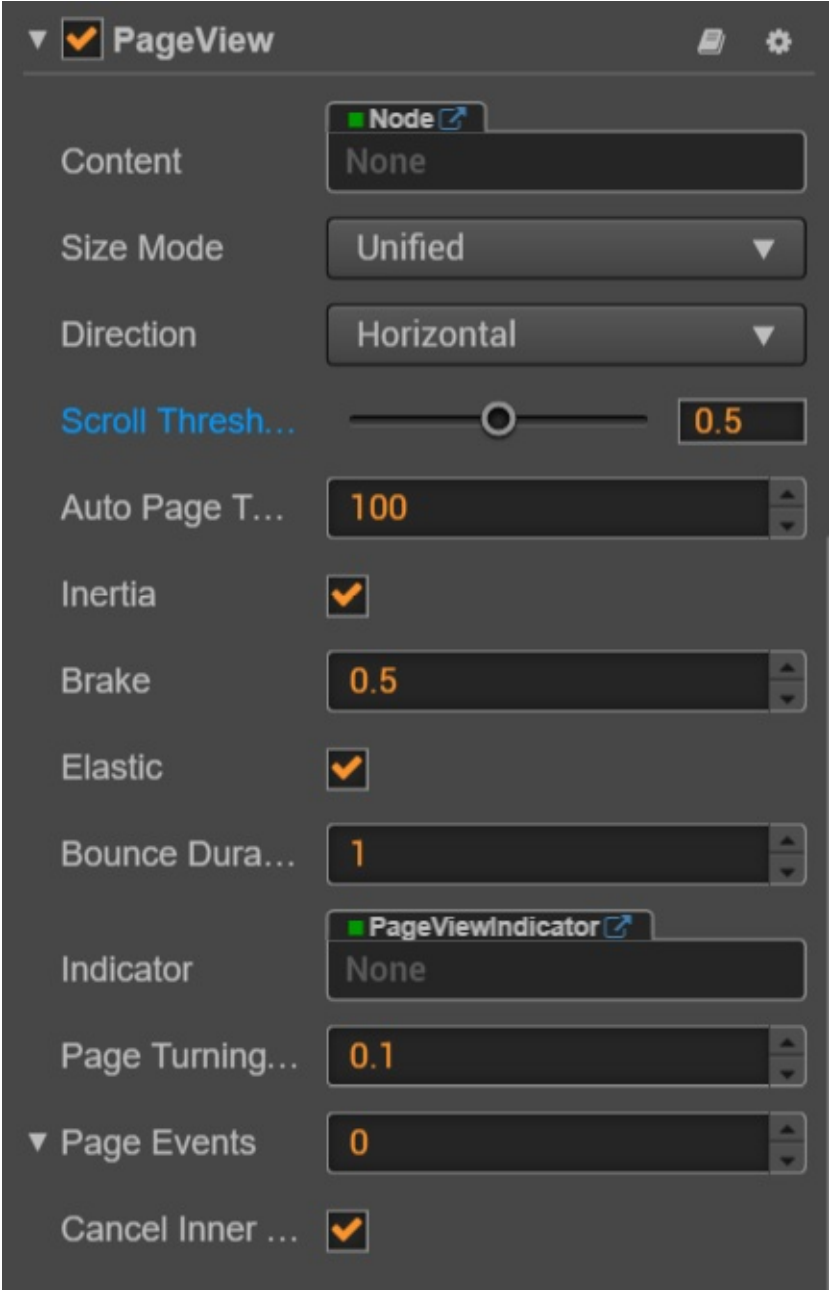 PageView
Node
Content None
Size Mode Unified
Direction Horizontal
Scroll Thresh... 0.5
Auto Page T... 100
Inertia
Brake 0.5
Elastic
Bounce Dura... 1
PageViewIndicator
Indicator None
Page Turning... 0.1
Page Events 0
Cancel Inner ...